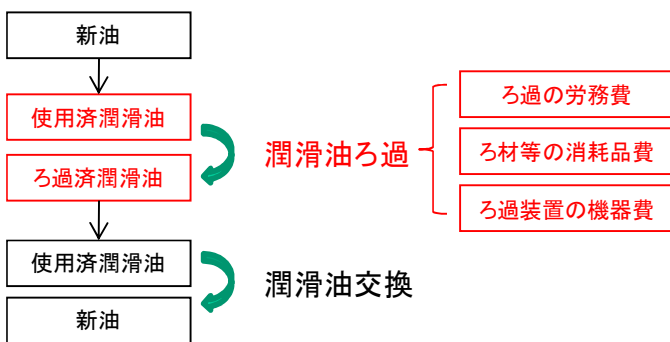 新油
使用済潤滑油
ろ過済潤滑油
使用済潤滑油
新油
潤滑油ろ過
潤滑油交換
ろ過の労務費
ろ材等の消耗品費
ろ過装置の機器費